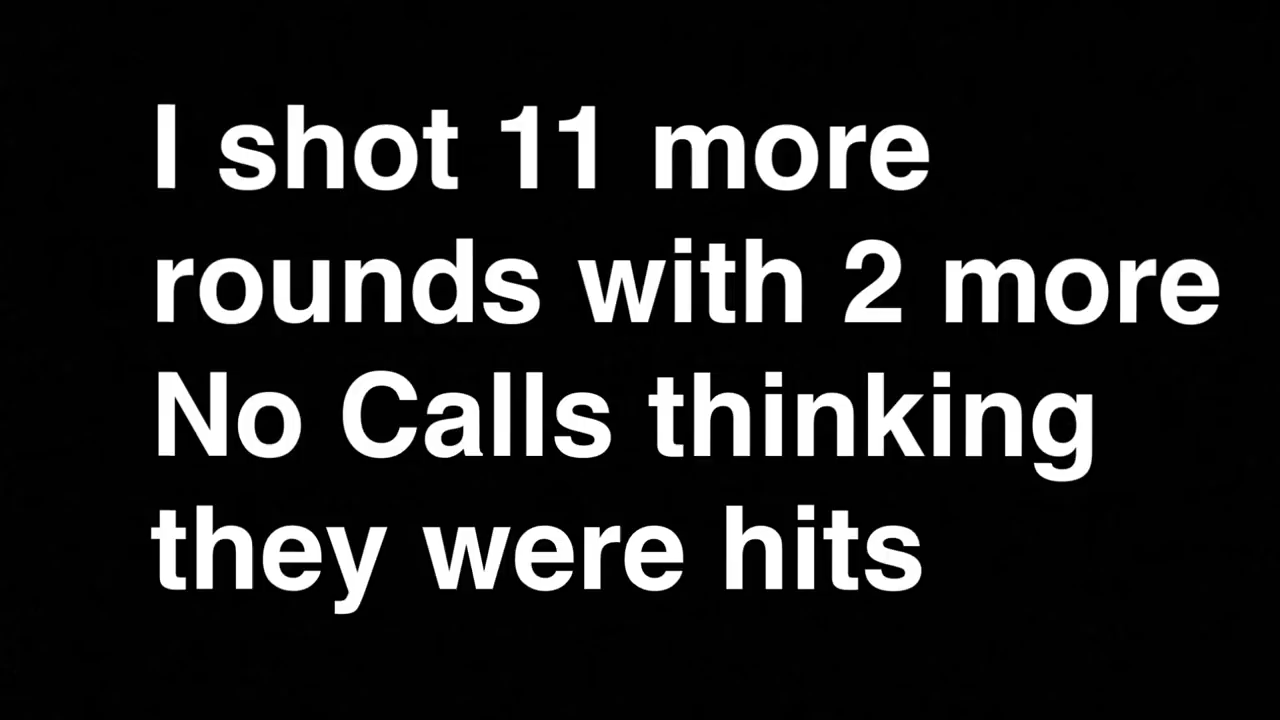 I shot 11 more
rounds with 2 more
No Calls thinking
they were hits